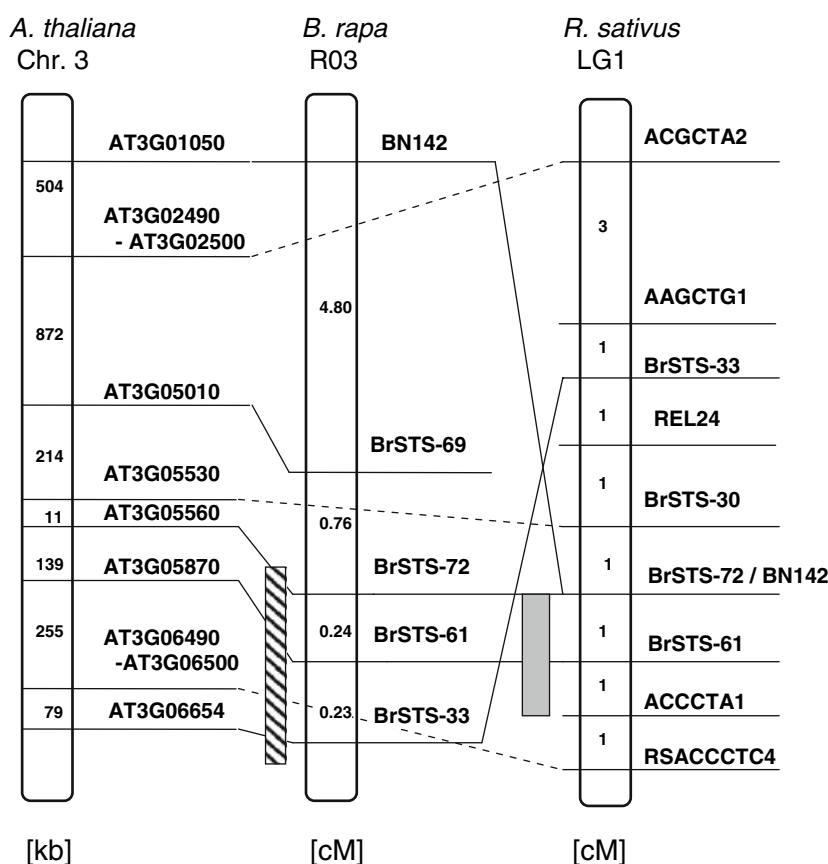 A. thaliana
Chr. 3
B. rapa
R03
R. sativus
LG1
AT3G01050
504
AT3G02490
- AT3G02500
872
AT3G05010
214
AT3G05530
11
AT3G05560
139
AT3G05870
255
AT3G06490
-AT3G06500
79
AT3G06654
[kb]
BN142
4.80
BrSTS-69
0.76
BrSTS-72
0.24
BrSTS-61
0.23
BrSTS-33
[cM]
ACGCTA2
3
AAGCTG1
1
BrSTS-33
1
REL24
1
BrSTS-30
1
BrSTS-72 / BN142
1
BrSTS-61
1
ACCCTA1
1
RSACCCTC4
[cM]